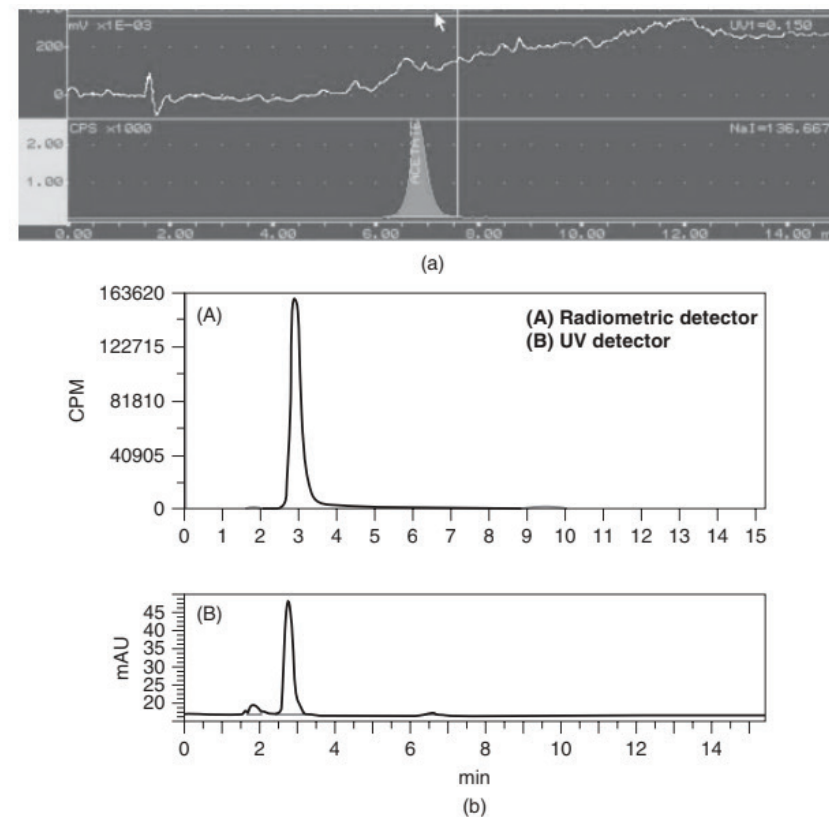 mV x1E-03
UV1=0.150
200
0
CPS x1000
NaI=136.667
2.00
1.00
ACETATE
0.00 2.00 4.00 6.00 8.00 10.00 12.00 14.00 m
(a)
163620
122715
81810
40905
0
CPM
(A)
(A) Radiometric detector
(B) UV detector
0 1 2 3 4 5 6 7 8 9 10 11 12 13 14 15
(B)
45
40
35
30
25
20
mAU
0 2 4 6 8 10 12 14
min
(b)